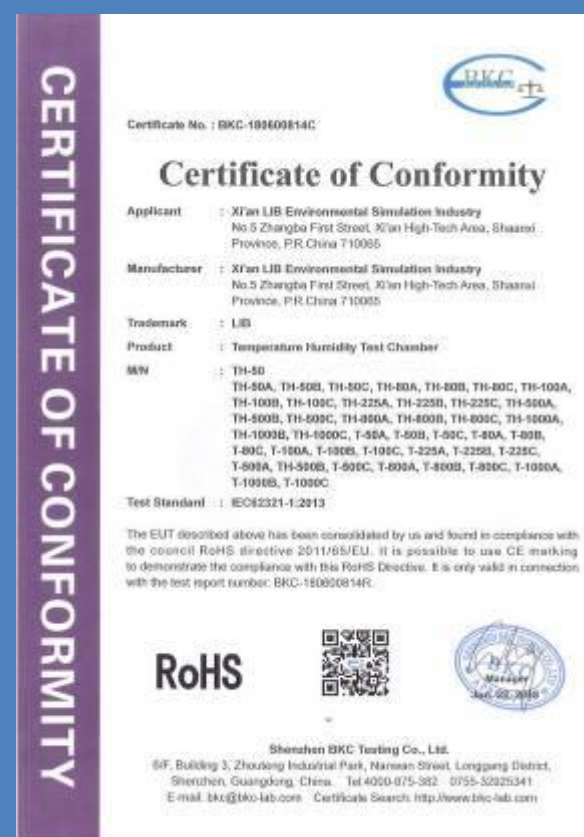 CERTIFICATE OF CONFORMITY
BKC
Certificate No. : BKC-180600814C
Certificate of Conformity
Applicant : Xi'an LIB Environmental Simulation Industry
No.5 Zhangba First Street, Xi'an High-Tech Area, Shaanxi
Province, P.R.China 710065
Manufacturer : Xi'an LIB Environmental Simulation Industry
No.5 Zhangba First Street, Xi'an High-Tech Area, Shaanxi
Province, P.R.China 710065
Trademark : LIB
Product : Temperature Humidity Test Chamber
M/N : TH-50
TH-50A, TH-50B, TH-50C, TH-80A, TH-80B, TH-80C, TH-100A,
TH-100B, TH-100C, TH-225A, TH-225B, TH-225C, TH-500A,
TH-500B, TH-500C, TH-800A, TH-800B, TH-800C, TH-1000A,
TH-1000B, TH-1000C, T-50A, T-50B, T-50C, T-80A, T-80B,
T-80C, T-100A, T-100B, T-100C, T-225A, T-225B, T-225C,
T-500A, TH-500B, T-500C, T-800A, T-800B, T-800C, T-1000A,
T-1000B, T-1000C
Test Standard : IEC62321-1:2013
The EUT described above has been consolidated by us and found in compliance with
the council RoHS directive 2011/65/EU. It is possible to use CE marking
to demonstrate the compliance with this RoHS Directive. It is only valid in connection
with the test report number: BKC-180600814R.
RoHS
BKC
Manager
Shenzhen BKC Testing Co., Ltd.
6/F, Building 3, Zhouteng Industrial Park, Nanwan Street, Longgang District,
Shenzhen, Guangdong, China. Tel:4000-875-382 0755-32925341
E-mail: bkc@bkc-lab.com Certificate Search: http://www.bkc-lab.com